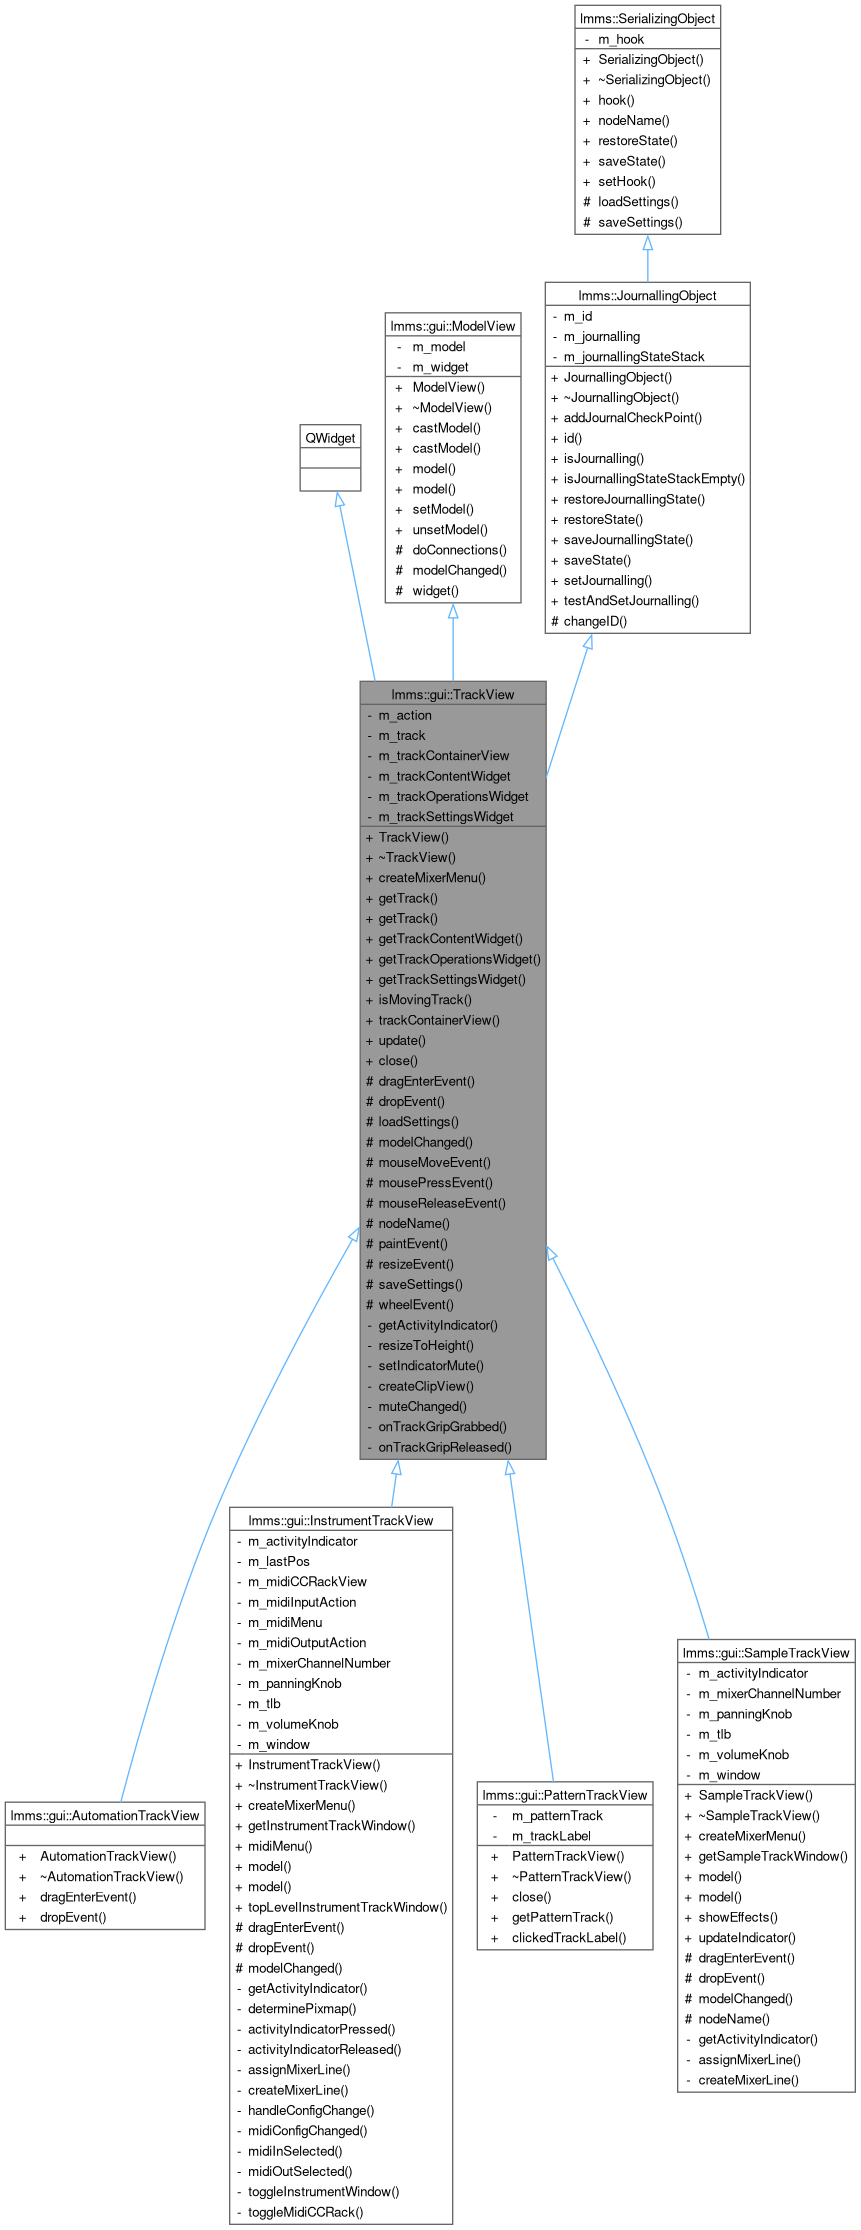 lmms::SerializingObject
- m_hook
+ SerializingObject()
+ ~SerializingObject()
+ hook()
+ nodeName()
+ restoreState()
+ saveState()
+ setHook()
# loadSettings()
# saveSettings()
lmms::JournallingObject
- m_id
- m_journalling
- m_journallingStateStack
+ JournallingObject()
+ ~JournallingObject()
+ addJournalCheckPoint()
+ id()
+ isJournalling()
+ isJournallingStateStackEmpty()
+ restoreJournallingState()
+ restoreState()
+ saveJournallingState()
+ saveState()
+ setJournalling()
+ testAndSetJournalling()
# changeID()
lmms::gui::ModelView
- m_model
- m_widget
+ ModelView()
+ ~ModelView()
+ castModel()
+ castModel()
+ model()
+ model()
+ setModel()
+ unsetModel()
# doConnections()
# modelChanged()
# widget()
QWidget
lmms::gui::TrackView
- m_action
- m_track
- m_trackContainerView
- m_trackContentWidget
- m_trackOperationsWidget
- m_trackSettingsWidget
+ TrackView()
+ ~TrackView()
+ createMixerMenu()
+ getTrack()
+ getTrack()
+ getTrackContentWidget()
+ getTrackOperationsWidget()
+ getTrackSettingsWidget()
+ isMovingTrack()
+ trackContainerView()
+ update()
+ close()
# dragEnterEvent()
# dropEvent()
# loadSettings()
# modelChanged()
# mouseMoveEvent()
# mousePressEvent()
# mouseReleaseEvent()
# nodeName()
# paintEvent()
# resizeEvent()
# saveSettings()
# wheelEvent()
- getActivityIndicator()
- resizeToHeight()
- setIndicatorMute()
- createClipView()
- muteChanged()
- onTrackGripGrabbed()
- onTrackGripReleased()
lmms::gui::AutomationTrackView
+ AutomationTrackView()
+ ~AutomationTrackView()
+ dragEnterEvent()
+ dropEvent()
lmms::gui::InstrumentTrackView
- m_activityIndicator
- m_lastPos
- m_midiCCRackView
- m_midiInputAction
- m_midiMenu
- m_midiOutputAction
- m_mixerChannelNumber
- m_panningKnob
- m_tlb
- m_volumeKnob
- m_window
+ InstrumentTrackView()
+ ~InstrumentTrackView()
+ createMixerMenu()
+ getInstrumentTrackWindow()
+ midiMenu()
+ model()
+ model()
+ topLevelInstrumentTrackWindow()
# dragEnterEvent()
# dropEvent()
# modelChanged()
- getActivityIndicator()
- determinePixmap()
- activityIndicatorPressed()
- activityIndicatorReleased()
- assignMixerLine()
- createMixerLine()
- handleConfigChange()
- midiConfigChanged()
- midiInSelected()
- midiOutSelected()
- toggleInstrumentWindow()
- toggleMidiCCRack()
lmms::gui::PatternTrackView
- m_patternTrack
- m_trackLabel
+ PatternTrackView()
+ ~PatternTrackView()
+ close()
+ getPatternTrack()
+ clickedTrackLabel()
lmms::gui::SampleTrackView
- m_activityIndicator
- m_mixerChannelNumber
- m_panningKnob
- m_tlb
- m_volumeKnob
- m_window
+ SampleTrackView()
+ ~SampleTrackView()
+ createMixerMenu()
+ getSampleTrackWindow()
+ model()
+ model()
+ showEffects()
+ updateIndicator()
# dragEnterEvent()
# dropEvent()
# modelChanged()
# nodeName()
- getActivityIndicator()
- assignMixerLine()
- createMixerLine()